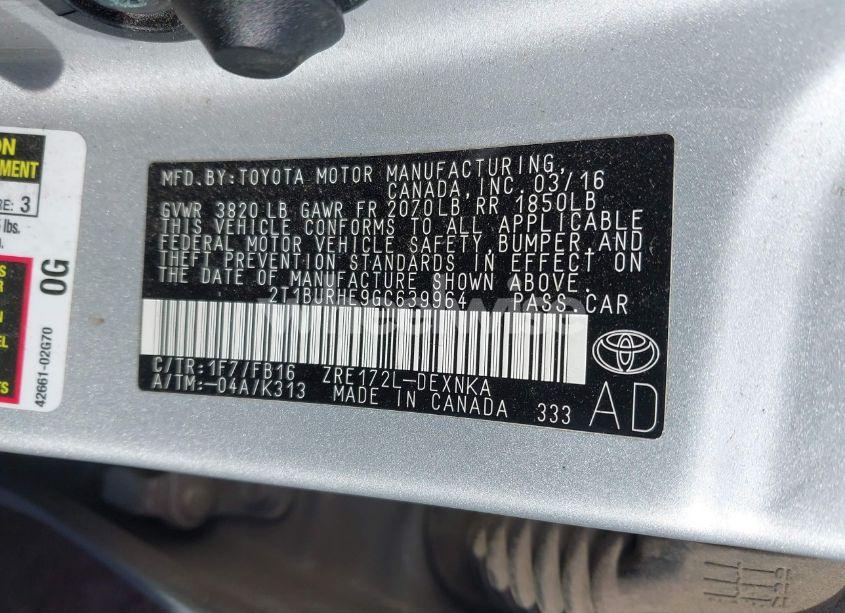 MFD.BY:TOYOTA MOTOR MANUFACTURING,
CANADA, INC. 03/16
GVWR 3820 LB GAWR FR 2070LB RR 1850LB
THIS VEHICLE CONFORMS TO ALL APPLICABLE
FEDERAL MOTOR VEHICLE SAFETY, BUMPER, AND
THEFT PREVENTION STANDARDS IN EFFECT ON
THE DATE OF MANUFACTURE SHOWN ABOVE.
2T1BURHE9GC639964 PASS.CAR
C/TR:1F7/FB16 ZRE172L-DEXNKA
A/TM:-04A/K313 MADE IN CANADA 333
AD
0G
42661-02G70
3
lbs.